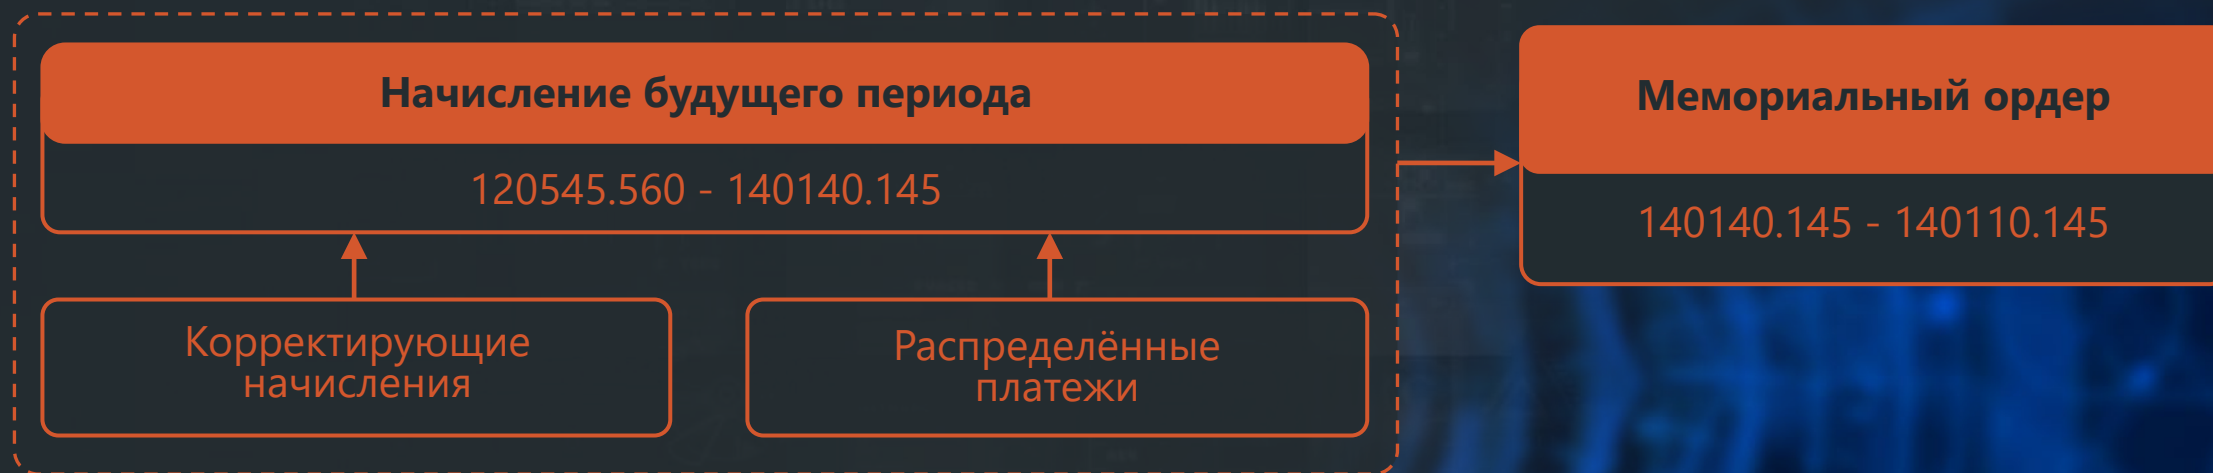 Начисление будущего периода
120545.560 - 140140.145
Корректирующие
начисления
Распределённые
платежи
Мемориальный ордер
140140.145 - 140110.145